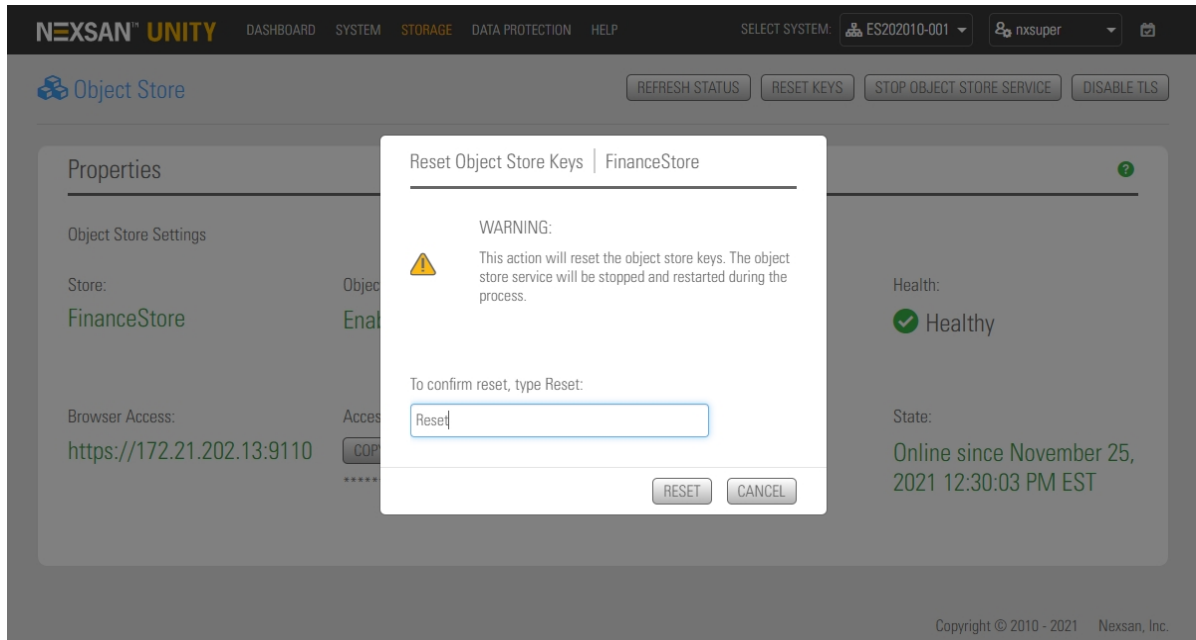 NEXSAN™ UNITY DASHBOARD SYSTEM STORAGE DATA PROTECTION HELP SELECT SYSTEM: ES202010-001 nxsuper
Object Store REFRESH STATUS RESET KEYS STOP OBJECT STORE SERVICE DISABLE TLS
Properties
Object Store Settings
Store:
FinanceStore
Browser Access:
https://172.21.202.13:9110
*****
Reset Object Store Keys | FinanceStore
WARNING:
This action will reset the object store keys. The object
store service will be stopped and restarted during the
process.
To confirm reset, type Reset:
Reset
RESET CANCEL
Health:
Healthy
State:
Online since November 25,
2021 12:30:03 PM EST
Copyright © 2010 - 2021 Nexsan, Inc.